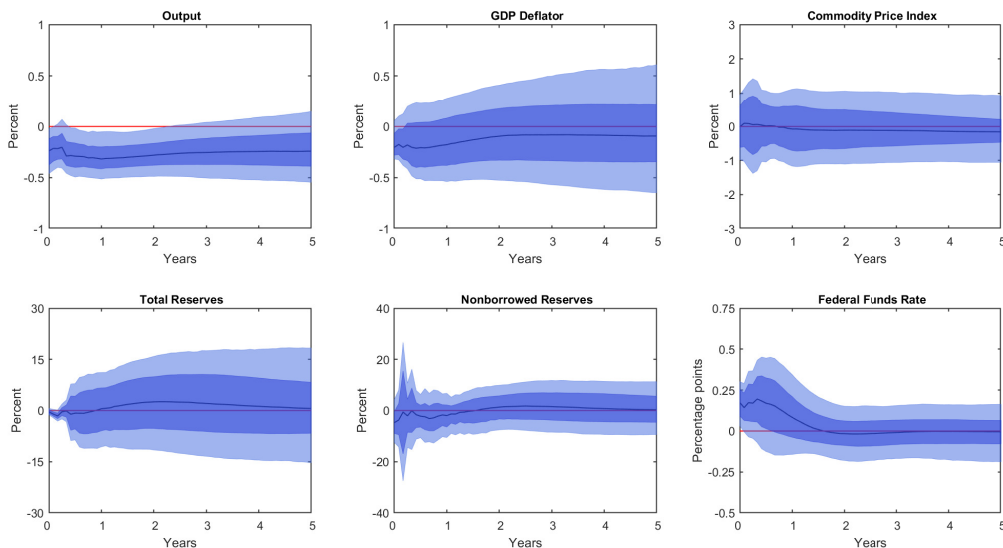 Output
GDP Deflator
Commodity Price Index
1
0.5
0
-0.5
-1
Percent
0 1 2 3 4 5
Years
1
0.5
0
-0.5
-1
Percent
0 1 2 3 4 5
Years
3
2
1
0
-1
-2
-3
Percent
0 1 2 3 4 5
Years
Total Reserves
Nonborrowed Reserves
Federal Funds Rate
30
15
0
-15
-30
Percent
0 1 2 3 4 5
Years
40
20
0
-20
-40
Percent
0 1 2 3 4 5
Years
0.75
0.5
0.25
0
-0.25
-0.5
Percentage points
0 1 2 3 4 5
Years